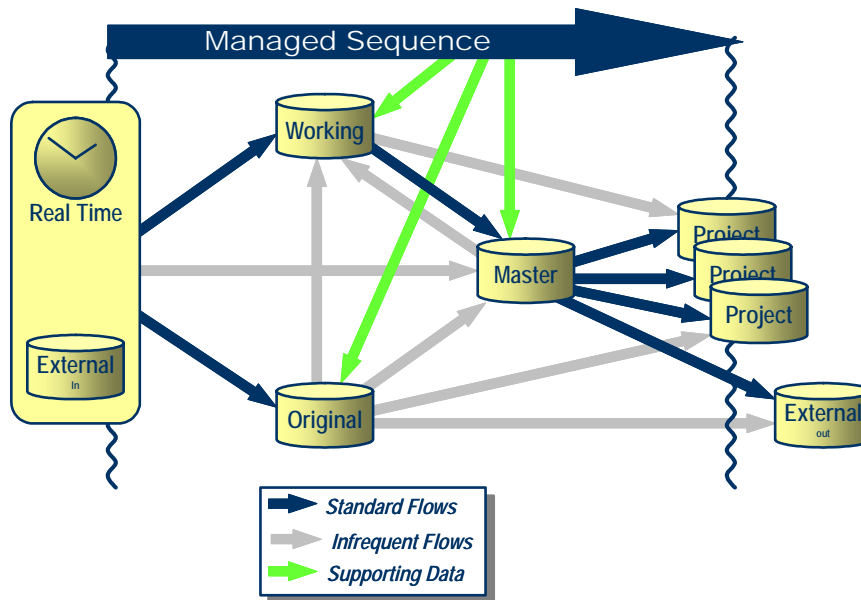 Managed Sequence
Working
Real Time
Project
Project
Master
Project
External
In
Original
External
out
Standard Flows
Infrequent Flows
Supporting Data